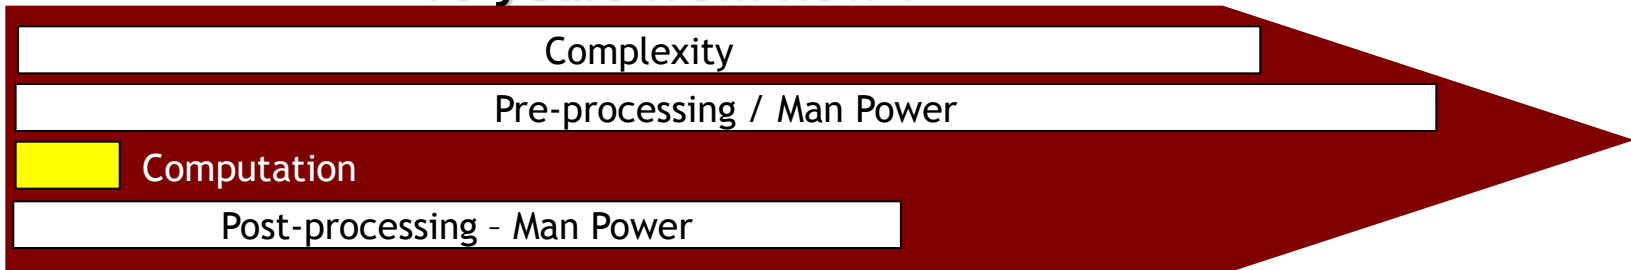 Complexity
Pre-processing / Man Power
Computation
Post-processing – Man Power